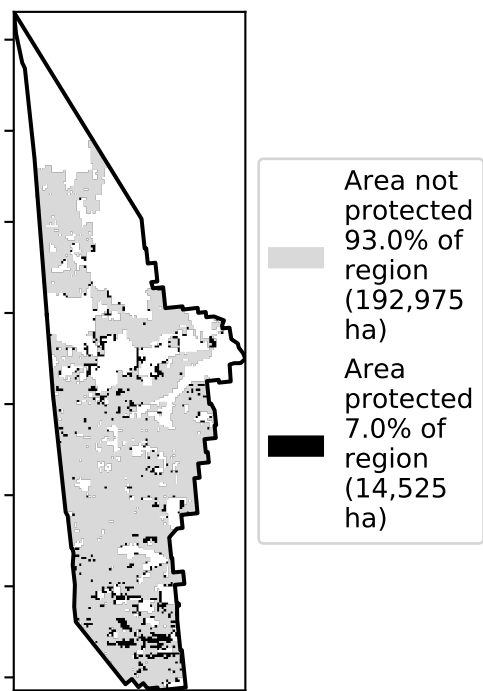 Area not
protected
93.0% of
region
(192,975
ha)
Area
protected
7.0% of
region
(14,525
ha)